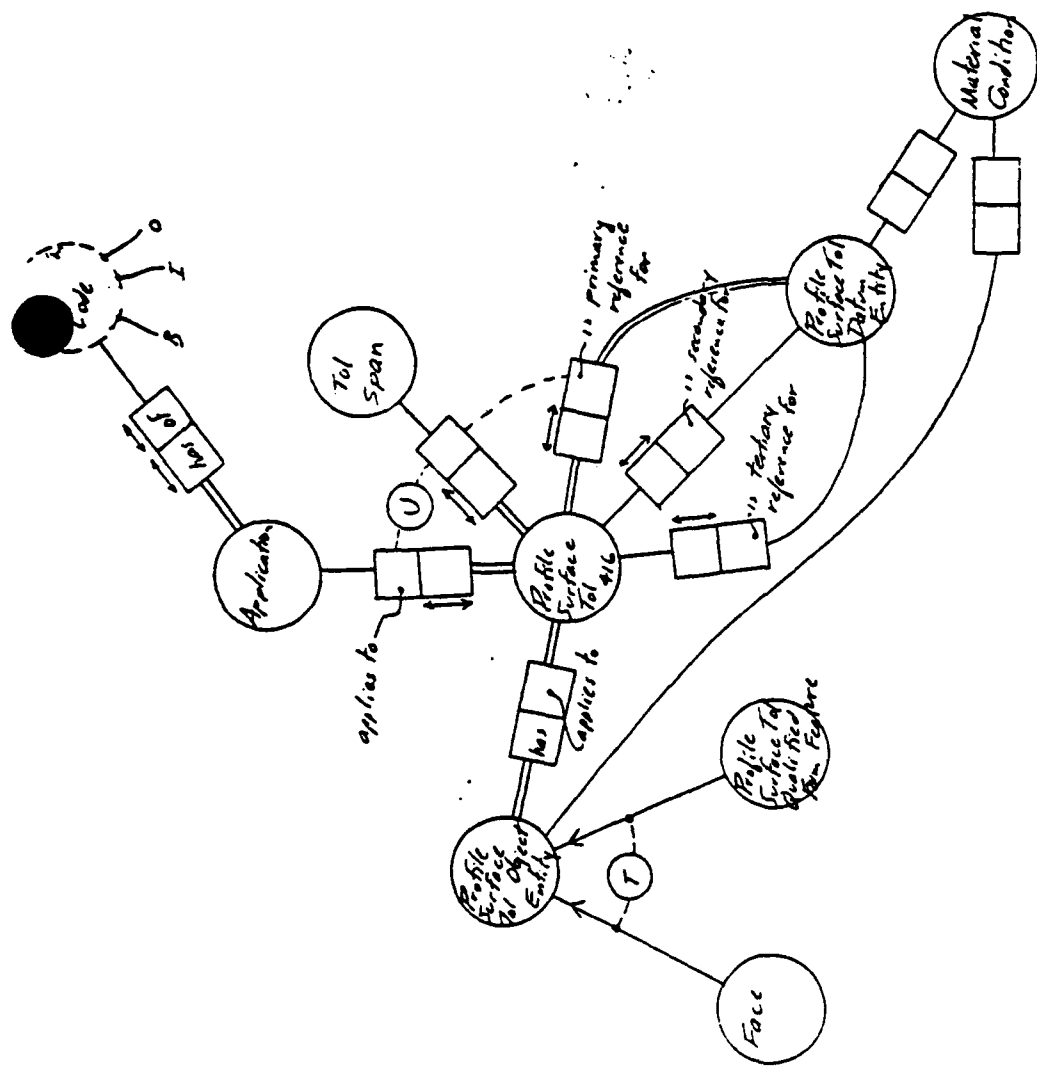 Code
B
I
O
of
has
Application
applies to
U
Tol
Span
" primary
reference
for
" secondary
reference for
" tertiary
reference for
Profile
Surface
Tol 416
Profile
Surface Tol
Datum
Entity
Material
Condition
has
applies to
Profile
Surface
Tol Object
Entity
T
Face
Profile
Surface Tol
Qualified
Form Feature